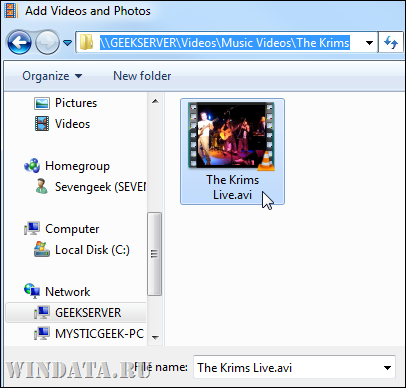 Add Videos and Photos
\\GEEKSERVER\Videos\Music Videos\The Krims
Organize
New folder
Pictures
Videos
Homegroup
Sevengeek (SEVEN
Computer
Local Disk (C:)
Network
GEEKSERVER
MYSTICGEEK-PC
The Krims
Live.avi
File name:
The Krims Live.avi
WINDATA.RU